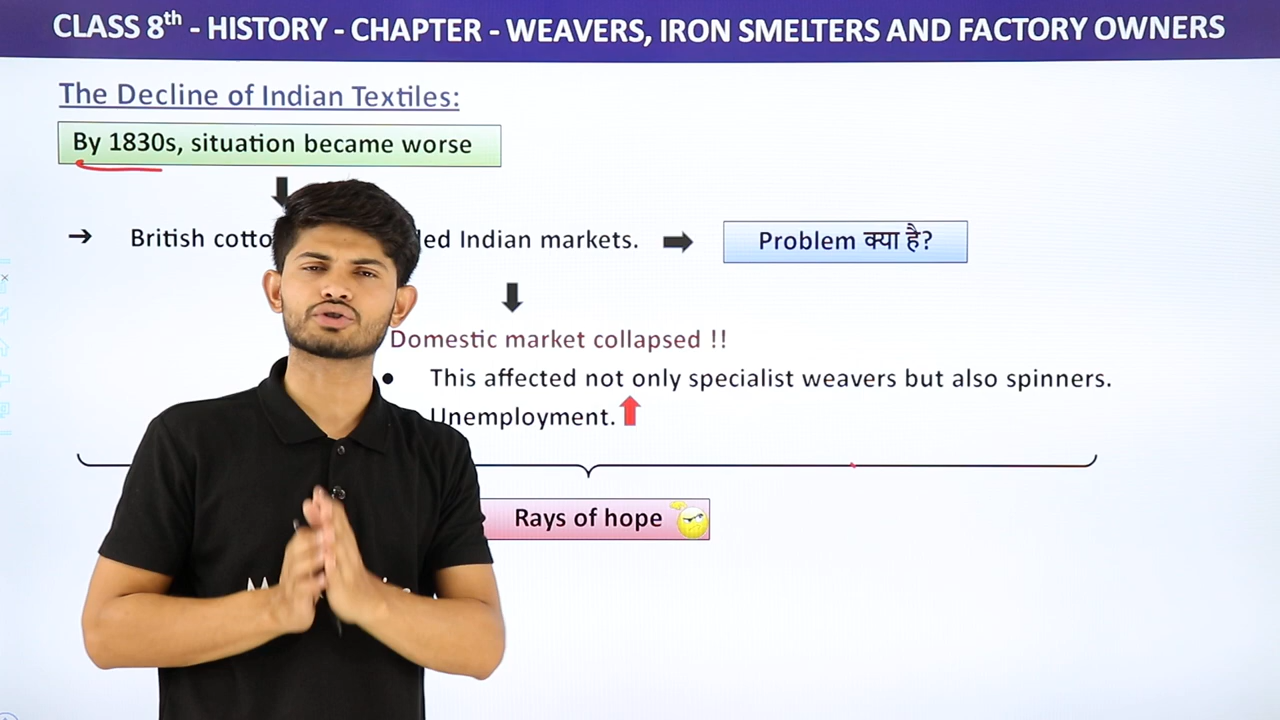 CLASS 8th - HISTORY - CHAPTER - WEAVERS, IRON SMELTERS AND FACTORY OWNERS
The Decline of Indian Textiles:
By 1830s, situation became worse
British cotto led Indian markets. Problem क्या है?
Domestic market collapsed !!
This affected not only specialist weavers but also spinners.
Unemployment.
Rays of hope